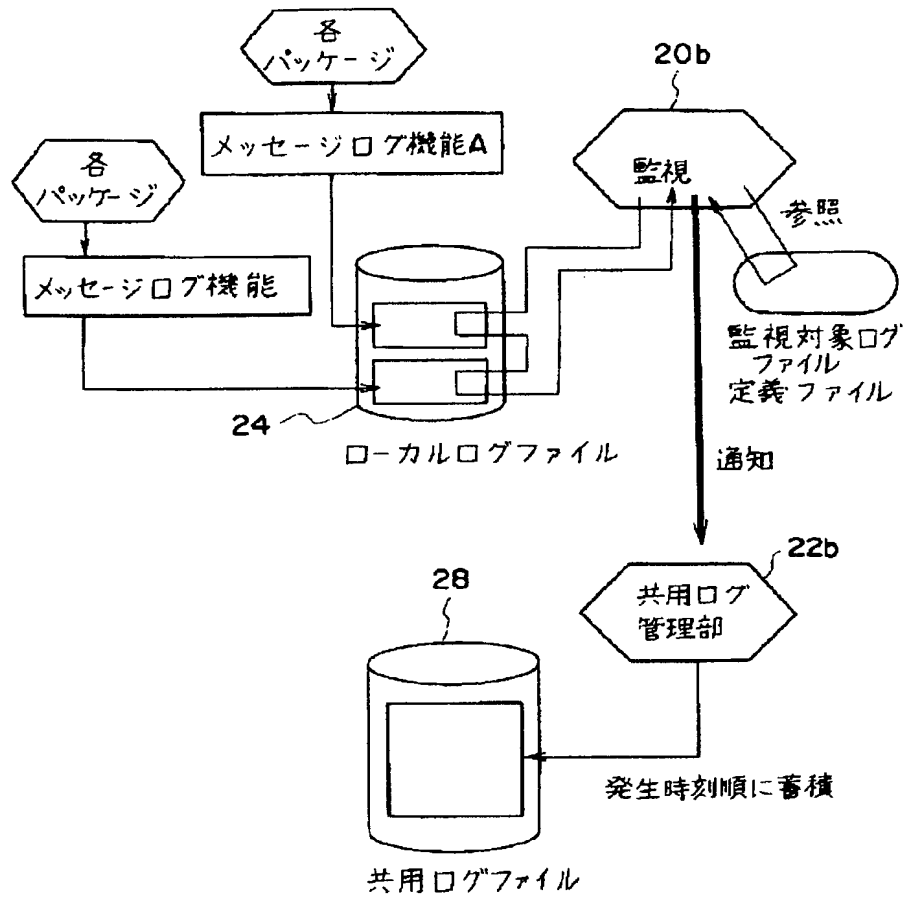 各
パッケージ
メッセージログ機能A
各
パッケージ
メッセージログ機能
20b
監視
参照
監視対象ログ
ファイル
定義ファイル
24
ローカルログファイル
通知
22b
共用ログ
管理部
28
発生時刻順に蓄積
共用ログファイル